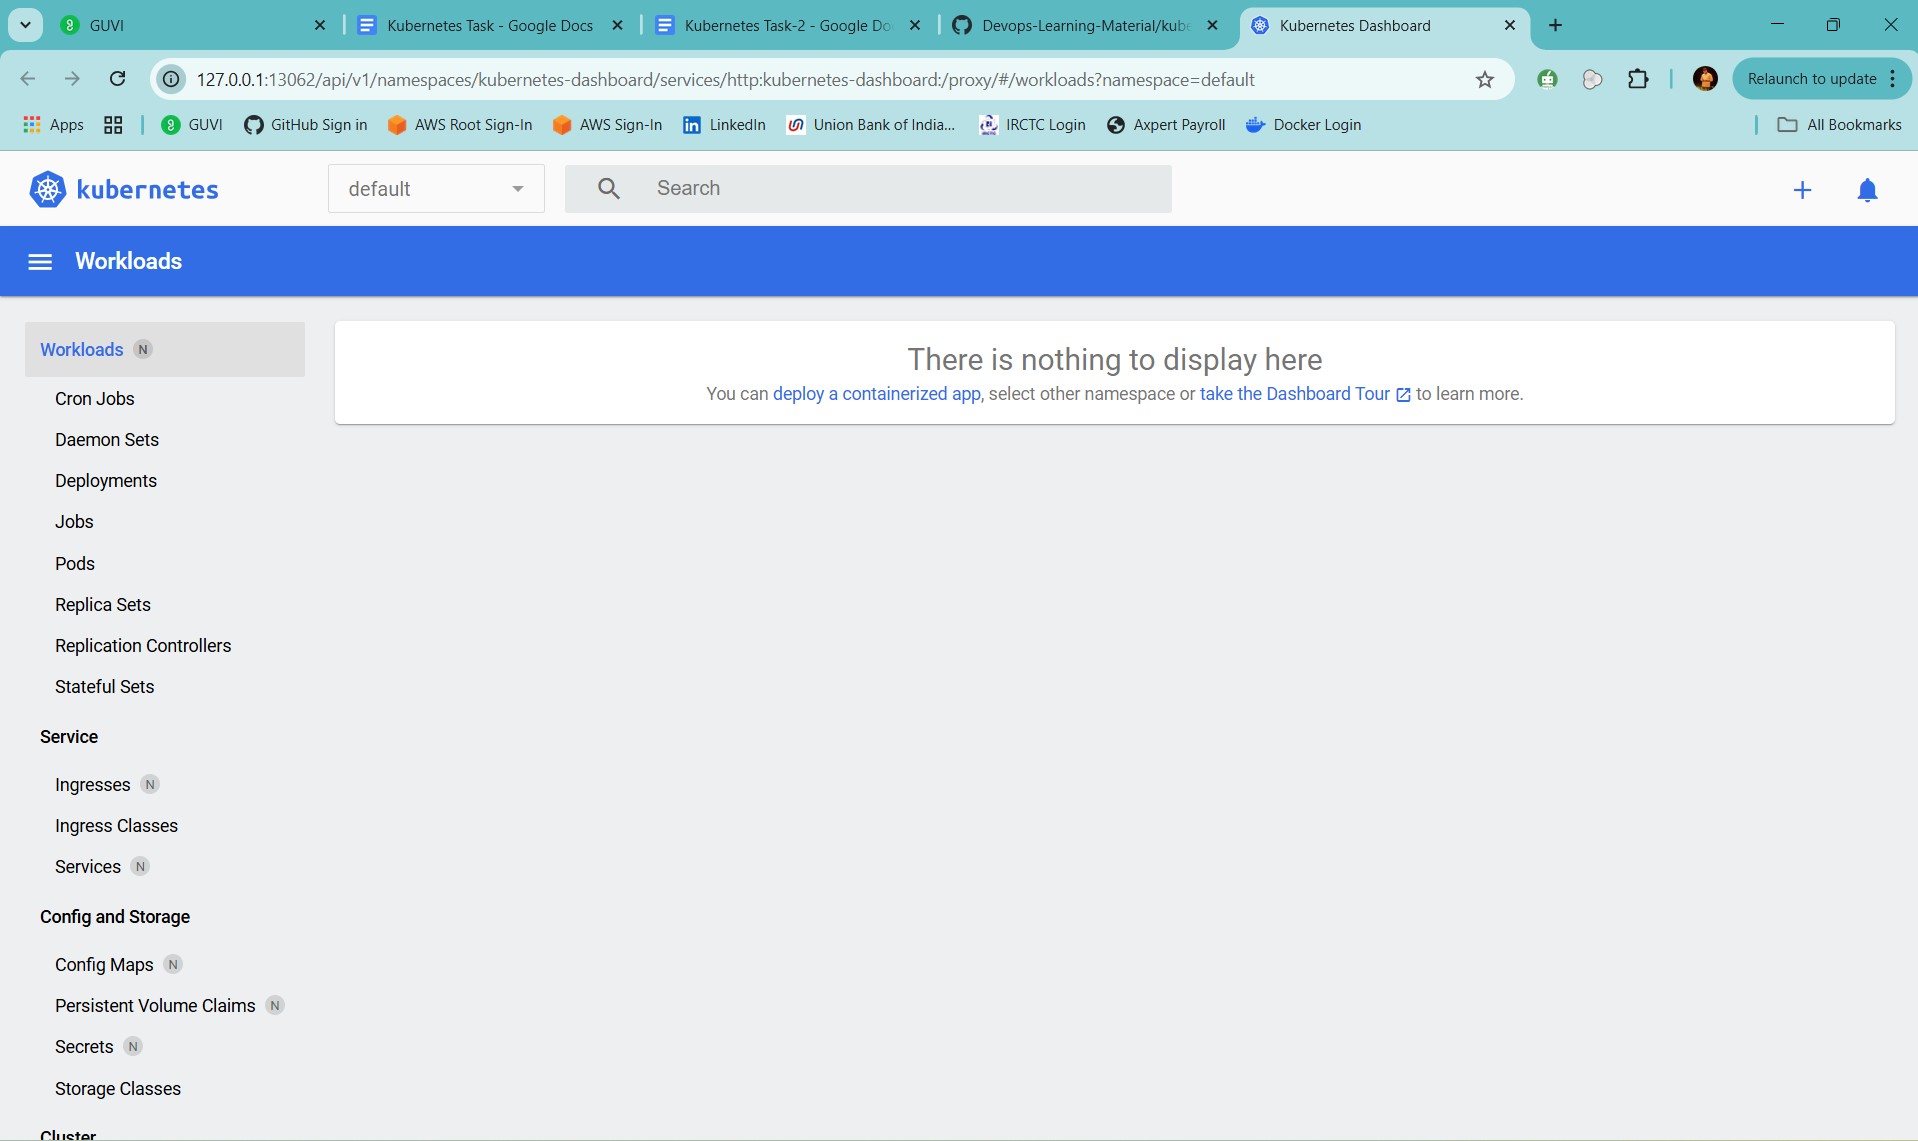 GUVI
Kubernetes Task - Google Docs
Kubernetes Task-2 - Google Do
Devops-Learning-Material/kube
Kubernetes Dashboard
127.0.0.1:13062/api/v1/namespaces/kubernetes-dashboard/services/http:kubernetes-dashboard:/proxy/#/workloads?namespace=default
Relaunch to update
Apps
GUVI
GitHub Sign in
AWS Root Sign-In
AWS Sign-In
LinkedIn
Union Bank of India...
IRCTC Login
Axpert Payroll
Docker Login
All Bookmarks
kubernetes
default
Search
Workloads
Workloads N
Cron Jobs
Daemon Sets
Deployments
Jobs
Pods
Replica Sets
Replication Controllers
Stateful Sets
Service
Ingresses N
Ingress Classes
Services N
Config and Storage
Config Maps N
Persistent Volume Claims N
Secrets N
Storage Classes
Cluster
There is nothing to display here
You can deploy a containerized app, select other namespace or take the Dashboard Tour to learn more.